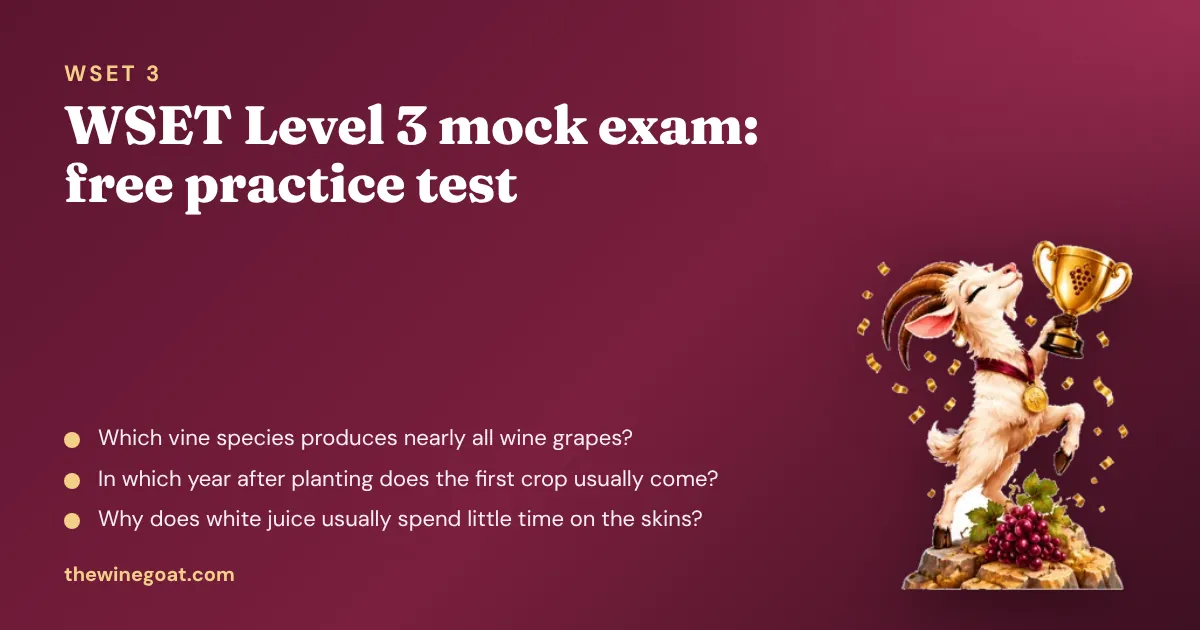 WSET 3
WSET Level 3 mock exam:
free practice test
Which vine species produces nearly all wine grapes?
In which year after planting does the first crop usually come?
Why does white juice usually spend little time on the skins?
thewinegoat.com